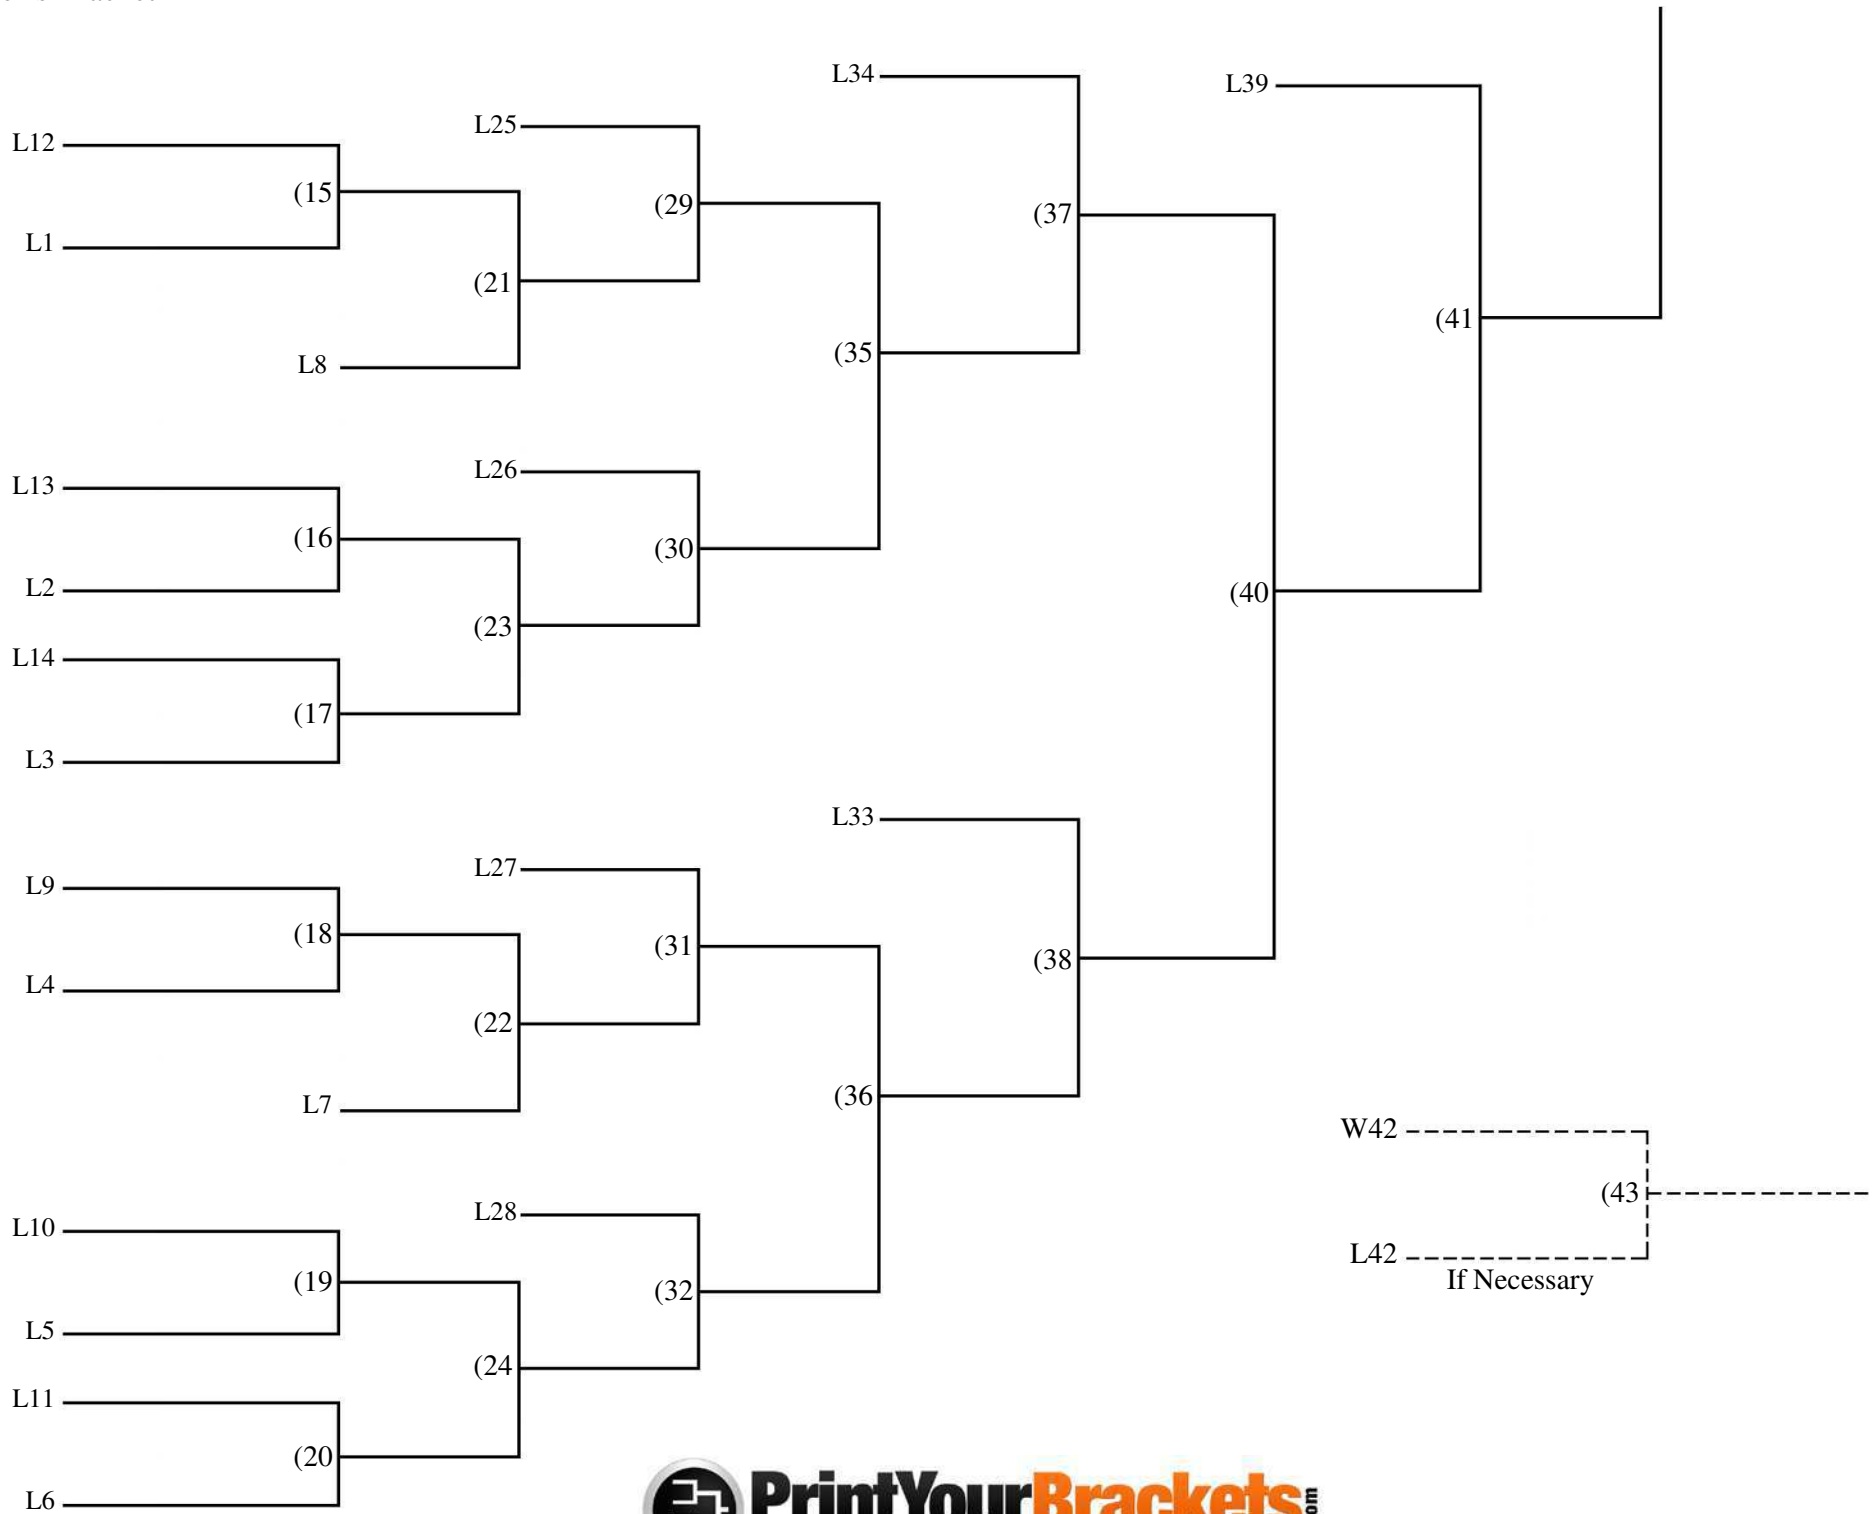 L34
L39
L25
L12
(15
(29
(37
L1
(21
(41
(35
L8
L26
L13
(16
(30
L2
(40
(23
L14
(17
L3
L33
L27
L9
(18
(31
(38
L4
(22
L7
(36
W42
(43
L28
L10
L42
(19
If Necessary
(32
L5
(24
L11
(20
L6
PrintYourBrackets